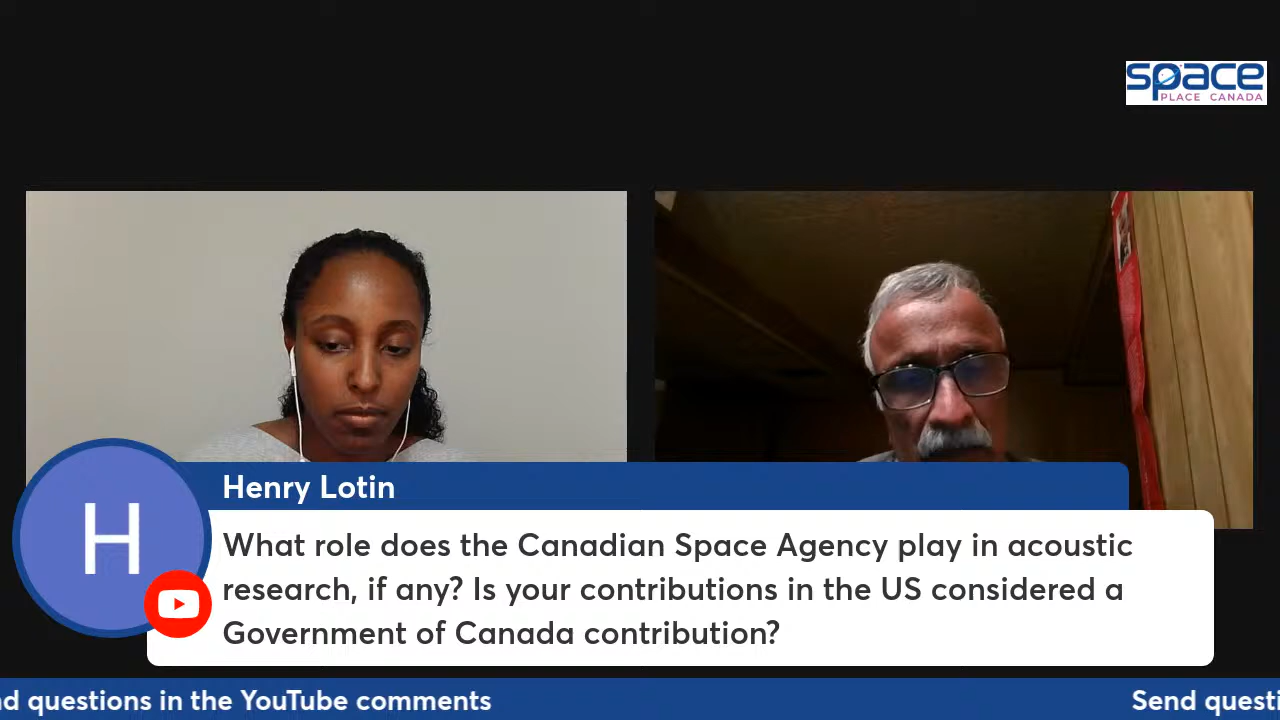 space
PLACE CANADA
Henry Lotin
H
What role does the Canadian Space Agency play in acoustic
research, if any? Is your contributions in the US considered a
Government of Canada contribution?
nd questions in the YouTube comments
Send questi